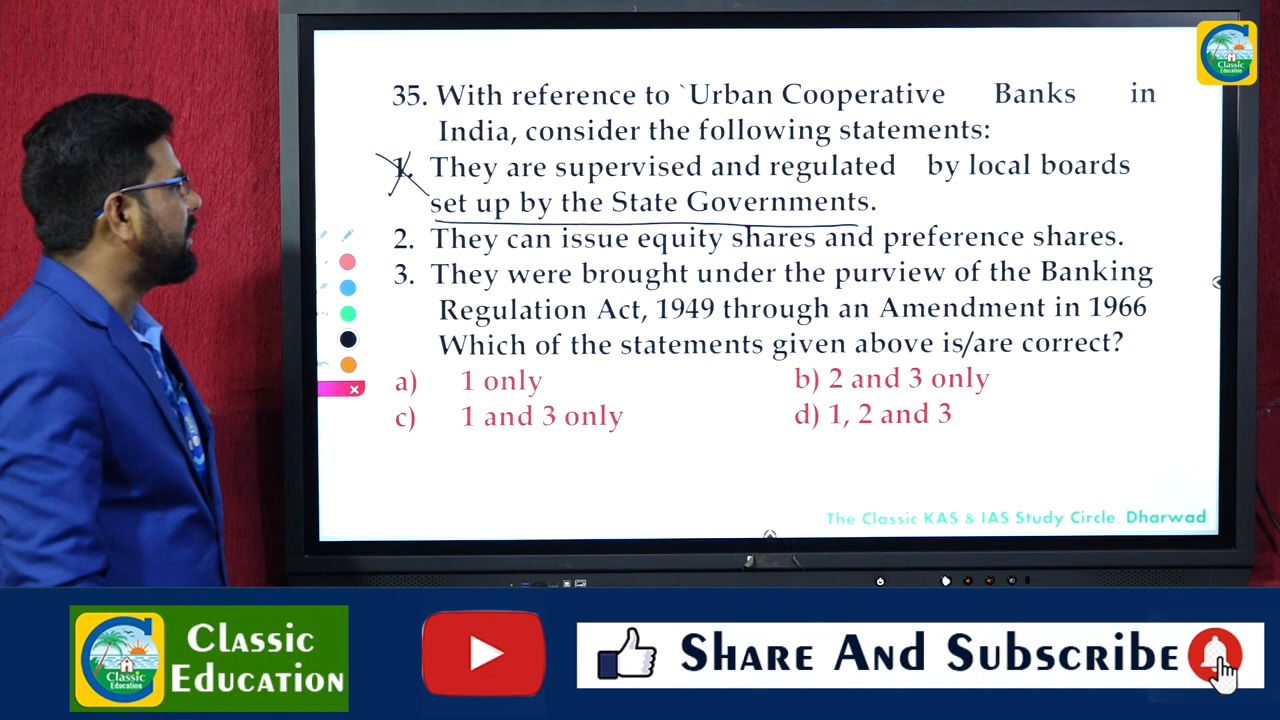 Classic
Education
35. With reference to `Urban Cooperative Banks in
India, consider the following statements:
1. They are supervised and regulated by local boards
set up by the State Governments.
2. They can issue equity shares and preference shares.
3. They were brought under the purview of the Banking
Regulation Act, 1949 through an Amendment in 1966
Which of the statements given above is/are correct?
a) 1 only b) 2 and 3 only
c) 1 and 3 only d) 1, 2 and 3
The Classic KAS & IAS Study Circle, Dharwad
Classic
Education
Classic
Education
Share And Subscribe